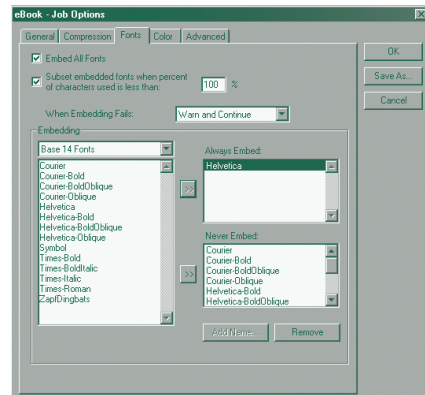 eBook - Job Options
General Compression Fonts Color Advanced
Embed All Fonts
Subset embedded fonts when percent
of characters used is less than:
100 %
When Embedding Fails:
Warn and Continue
OK
Save As...
Cancel
Embedding
Base 14 Fonts
Courier
Courier-Bold
Courier-BoldOblique
Courier-Oblique
Helvetica
Helvetica-Bold
Helvetica-BoldOblique
Helvetica-Oblique
Symbol
Times-Bold
Times-BoldItalic
Times-Italic
Times-Roman
ZapfDingbats
>>
>>
Always Embed:
Helvetica
Never Embed:
Courier
Courier-Bold
Courier-BoldOblique
Courier-Oblique
Helvetica-Bold
Helvetica-BoldOblique
Add Name...
Remove